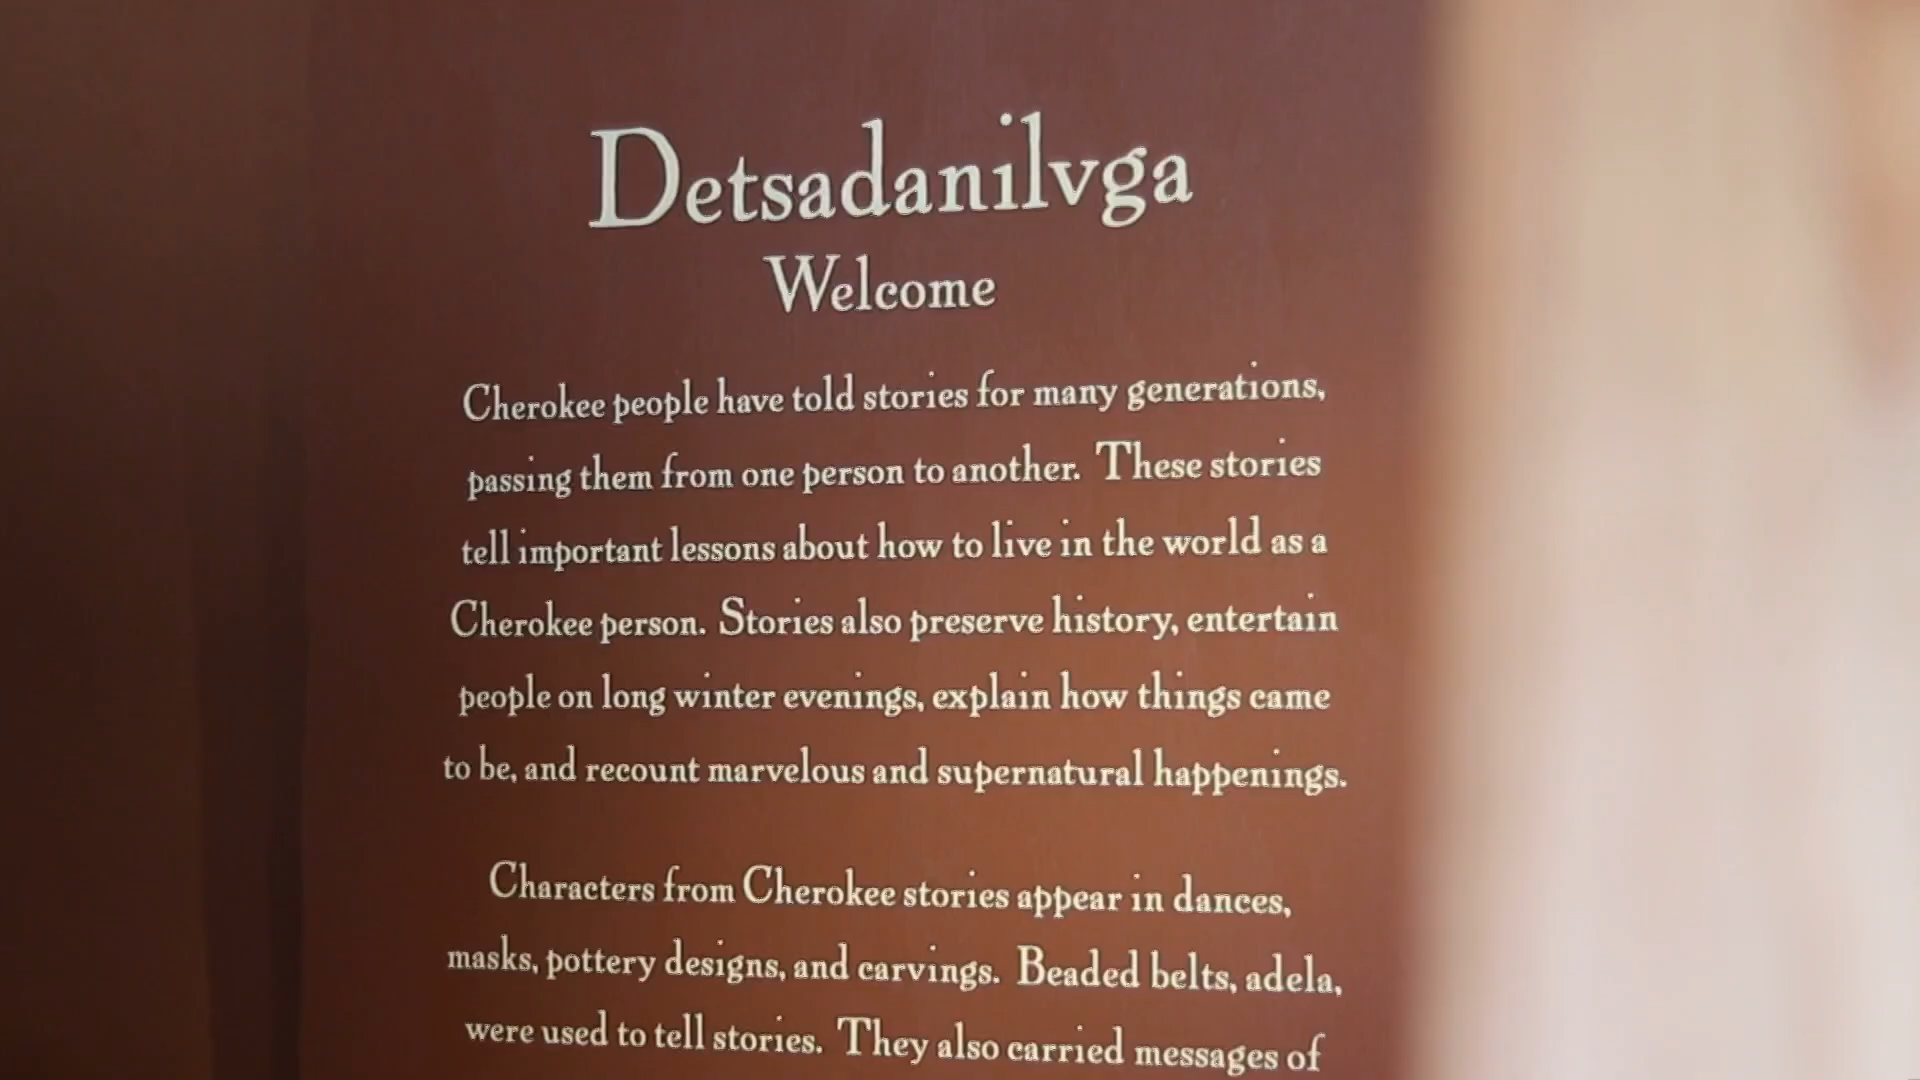 Detsadanilvga
Welcome
Cherokee people have told stories for many generations,
passing them from one person to another. These stories
tell important lessons about how to live in the world as a
Cherokee person. Stories also preserve history, entertain
people on long winter evenings, explain how things came
to be, and recount marvelous and supernatural happenings.
Characters from Cherokee stories appear in dances,
masks, pottery designs, and carvings. Beaded belts, adela,
were used to tell stories. They also carried messages of